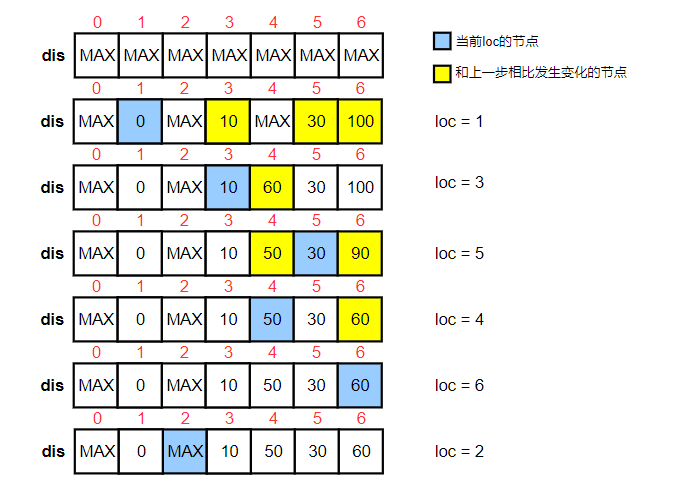 0 1 2 3 4 5 6
dis MAX MAX MAX MAX MAX MAX MAX
当前loc的节点
和上一步相比发生变化的节点
0 1 2 3 4 5 6
dis MAX 0 MAX 10 MAX 30 100 loc = 1
0 1 2 3 4 5 6
dis MAX 0 MAX 10 60 30 100 loc = 3
0 1 2 3 4 5 6
dis MAX 0 MAX 10 50 30 90 loc = 5
0 1 2 3 4 5 6
dis MAX 0 MAX 10 50 30 60 loc = 4
0 1 2 3 4 5 6
dis MAX 0 MAX 10 50 30 60 loc = 6
0 1 2 3 4 5 6
dis MAX 0 MAX 10 50 30 60 loc = 2